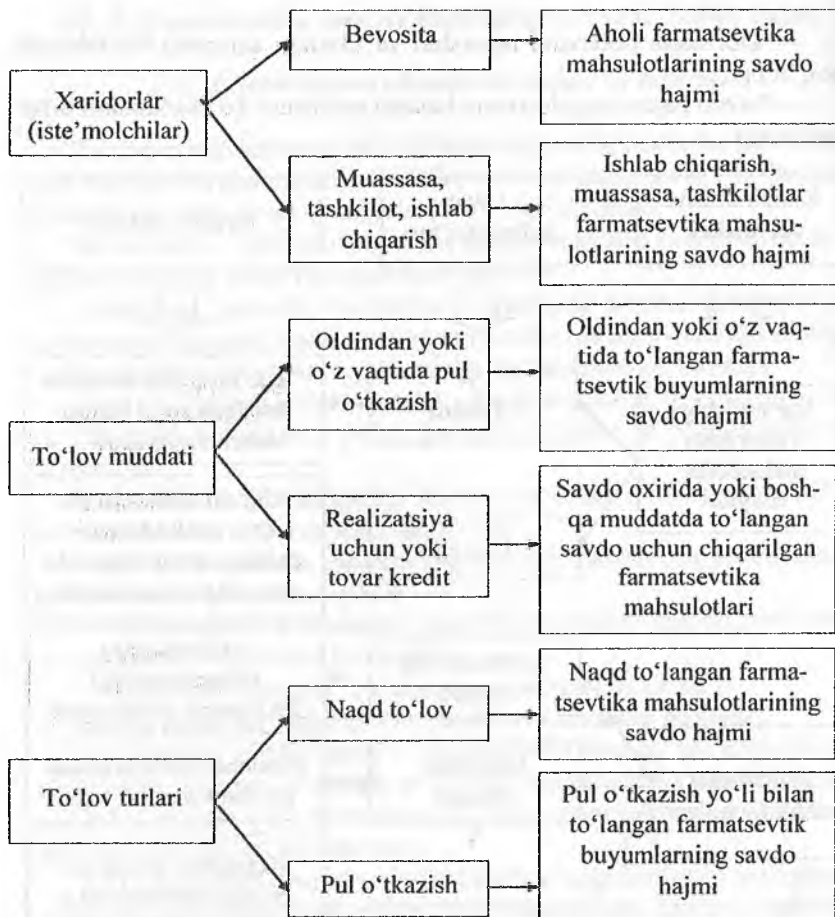 Xaridorlar
(iste’molchilar)
Bevosita
Aholi farmatsevtika
mahsulotlarining savdo
hajmi
Muassasa,
tashkilot, ishlab
chiqarish
Ishlab chiqarish,
muassasa, tashkilotlar
farmatsevtika mahsu-
lotlarining savdo hajmi
To‘lov muddati
Oldindan yoki
o‘z vaqtida pul
o‘tkazish
Oldindan yoki o‘z vaq-
tida to‘langan farma-
tsevtik buyumlarning
savdo hajmi
Realizatsiya
uchun yoki
tovar kredit
Savdo oxirida yoki bosh-
qa muddatda to‘langan
savdo uchun chiqarilgan
farmatsevtika
mahsulotlari
To‘lov turlari
Naqd to‘lov
Naqd to‘langan farma-
tsevtika mahsulotlarining
savdo hajmi
Pul o‘tkazish
Pul o‘tkazish yo‘li bilan
to‘langan farmatsevtik
buyumlarning savdo
hajmi